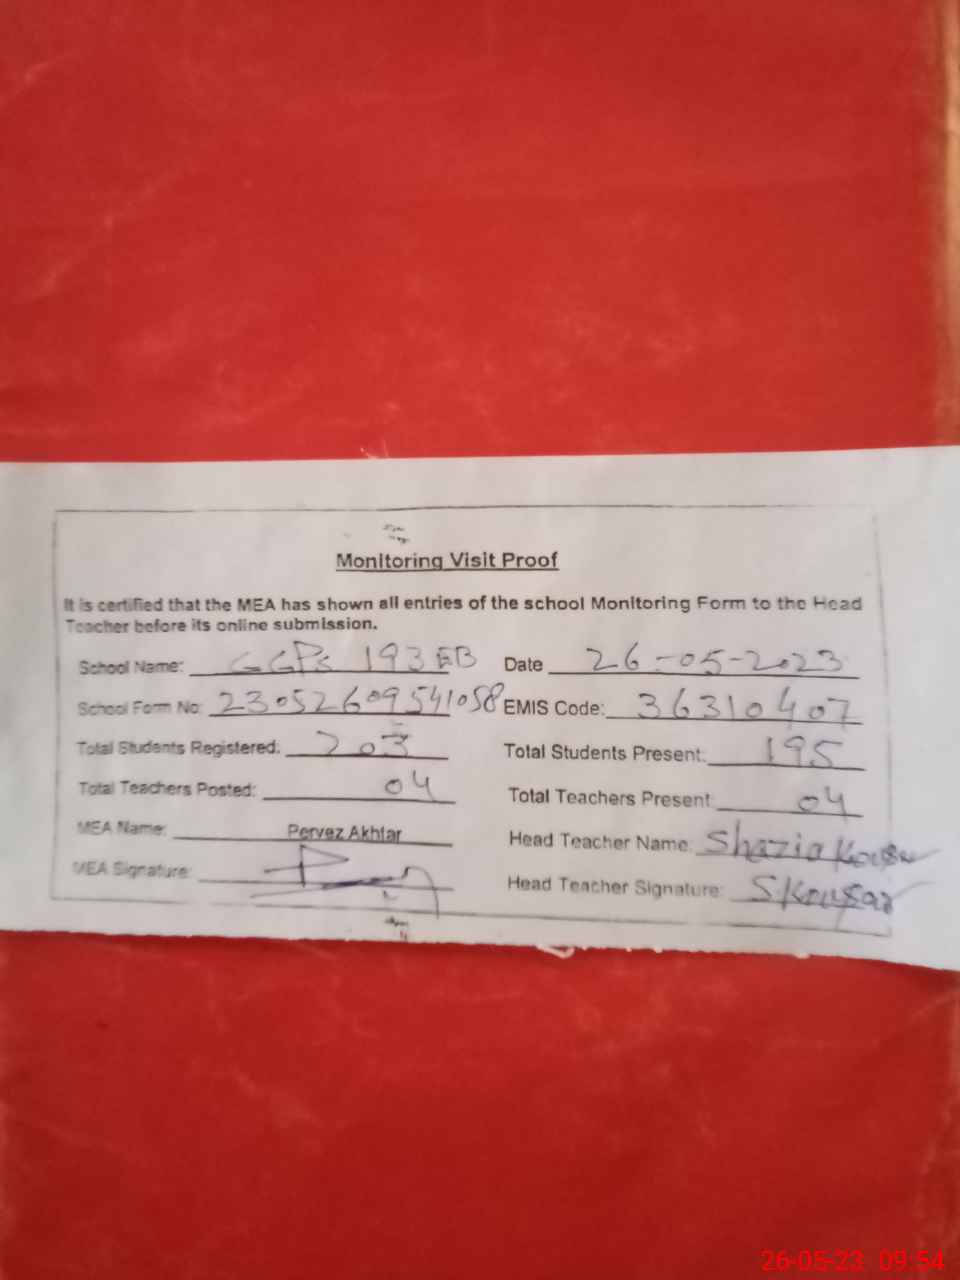 Monitoring Visit Proof
It is certified that the MEA has shown all entries of the school Monitoring Form to the Head
Teacher before its online submission.
School Name: GGPS 193 EB Date 26-05-2023
School Form No: 23052609541058 EMIS Code: 36310407
Total Students Registered: 203 Total Students Present: 195
Total Teachers Posted: 04 Total Teachers Present: 04
MEA Name: Pervez Akhtar Head Teacher Name: Shazia Kousar
MEA Signature: Head Teacher Signature: SKousar
26-05-23 09:54